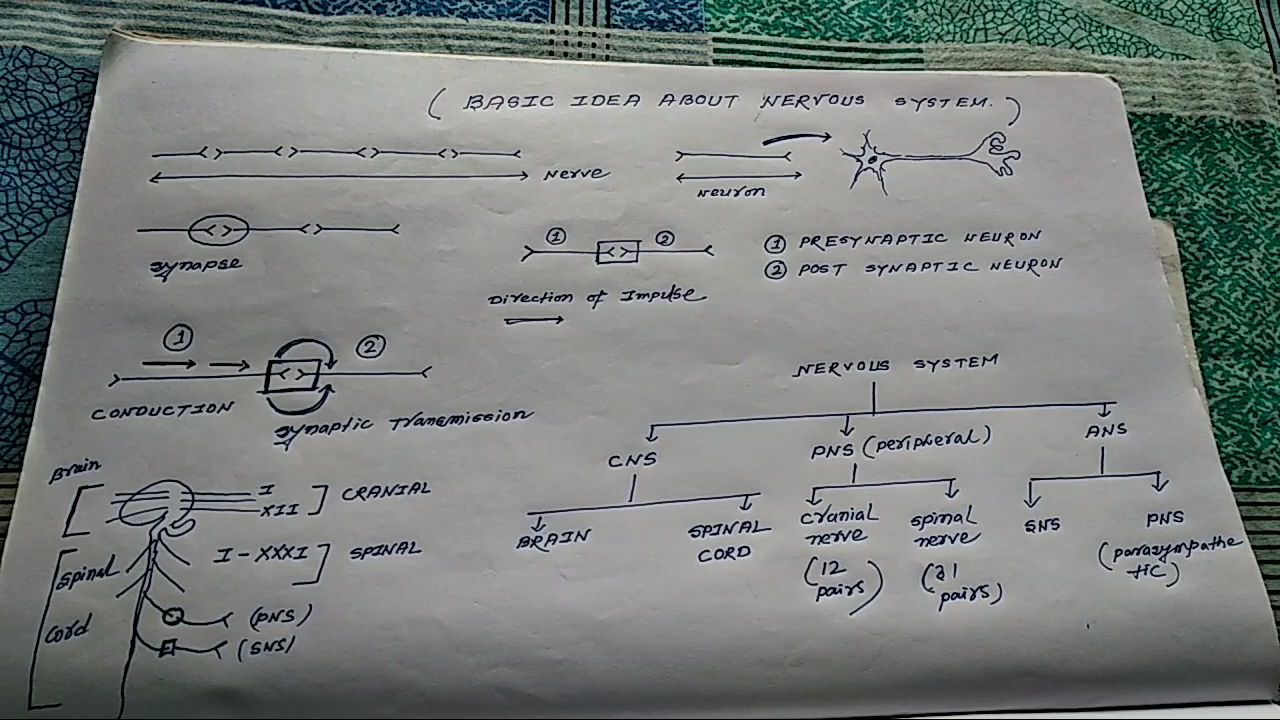 (BASIC IDEA ABOUT NERVOUS SYSTEM.)
Nerve
Neuron
Synapse
① ②
① PRESYNAPTIC NEURON
② POST SYNAPTIC NEURON
Direction of Impulse
① ②
CONDUCTION
Synaptic Transmission
NERVOUS SYSTEM
CNS
PNS (peripheral)
ANS
BRAIN
SPINAL
CORD
cranial
nerve
(12
pairs)
spinal
nerve
(31
pairs)
SNS
PNS
(parasympathe
tic)
Brain
I
XII
CRANIAL
Spinal
Cord
I - XXXI
SPINAL
(PNS)
(SNS)